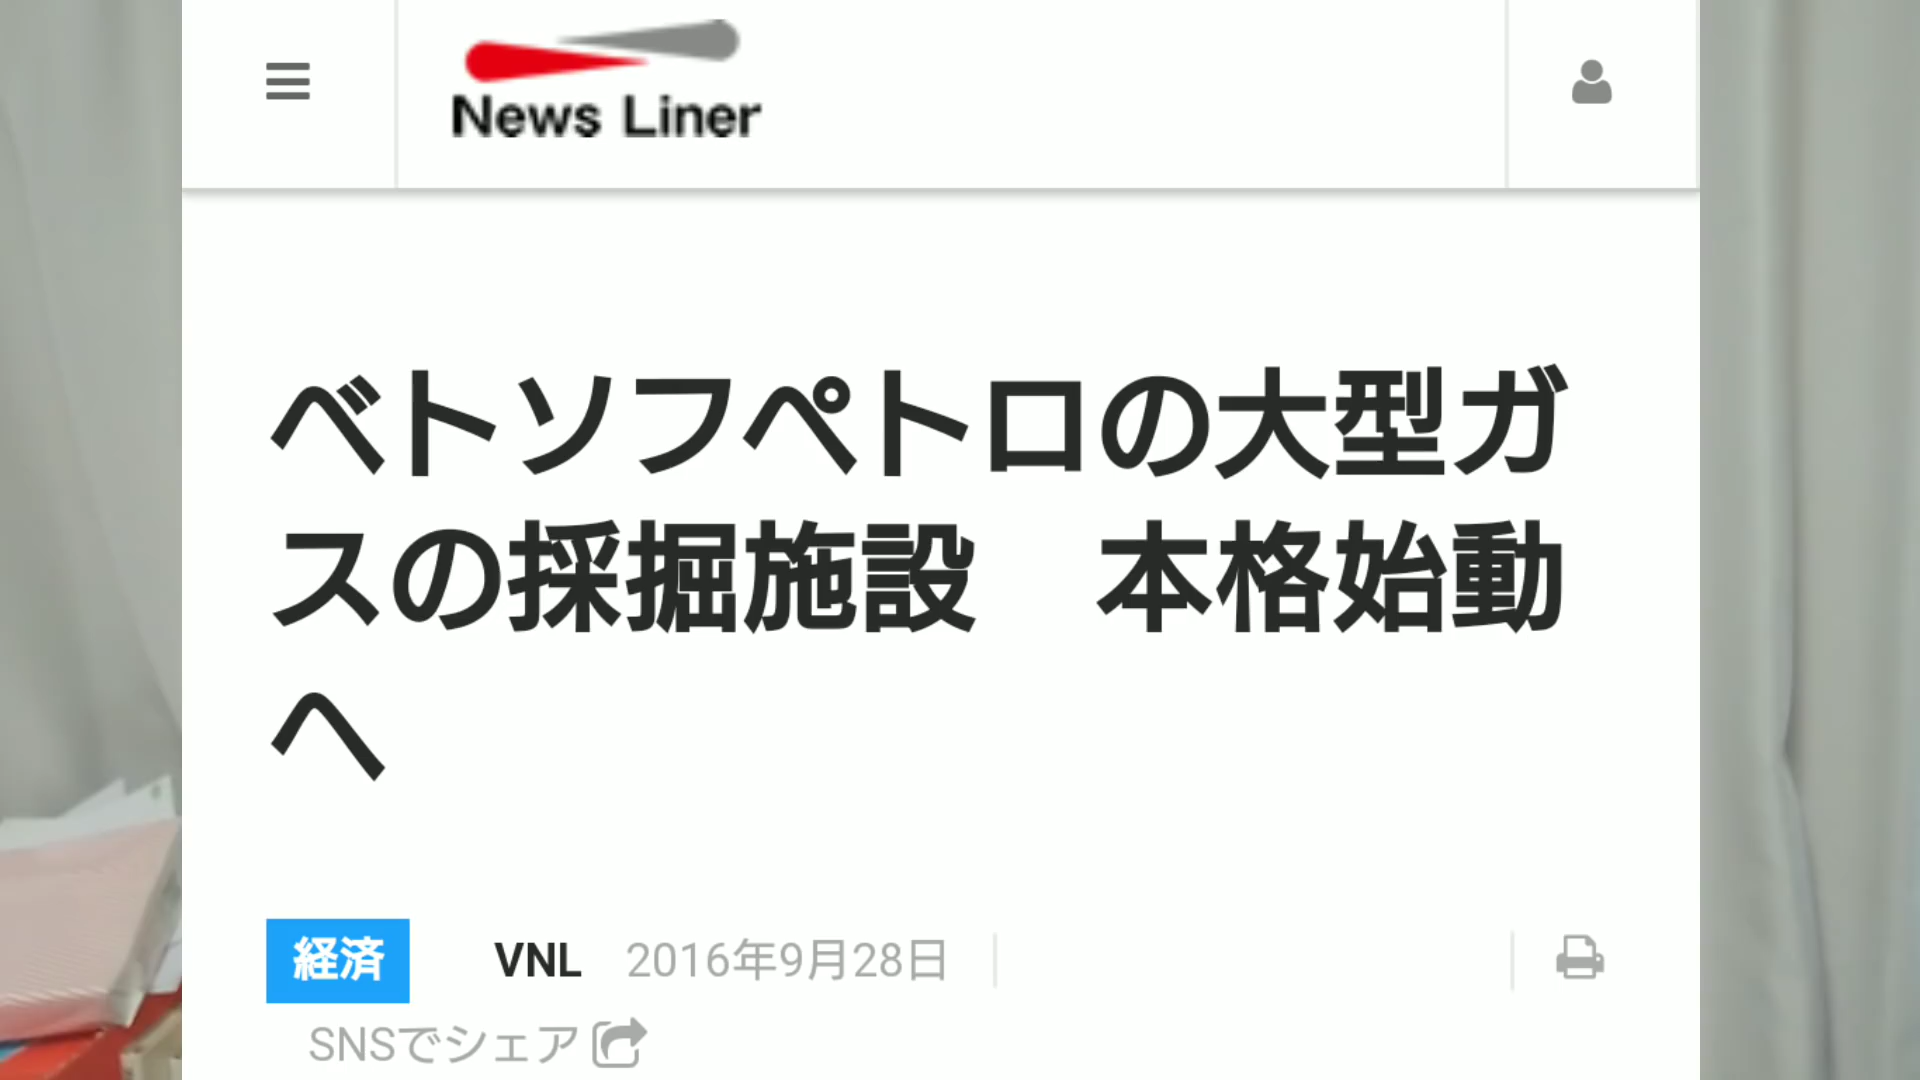 News Liner
ベトソフペトロの大型ガ
スの採掘施設　本格始動
へ
経済 VNL 2016年9月28日
SNSでシェア